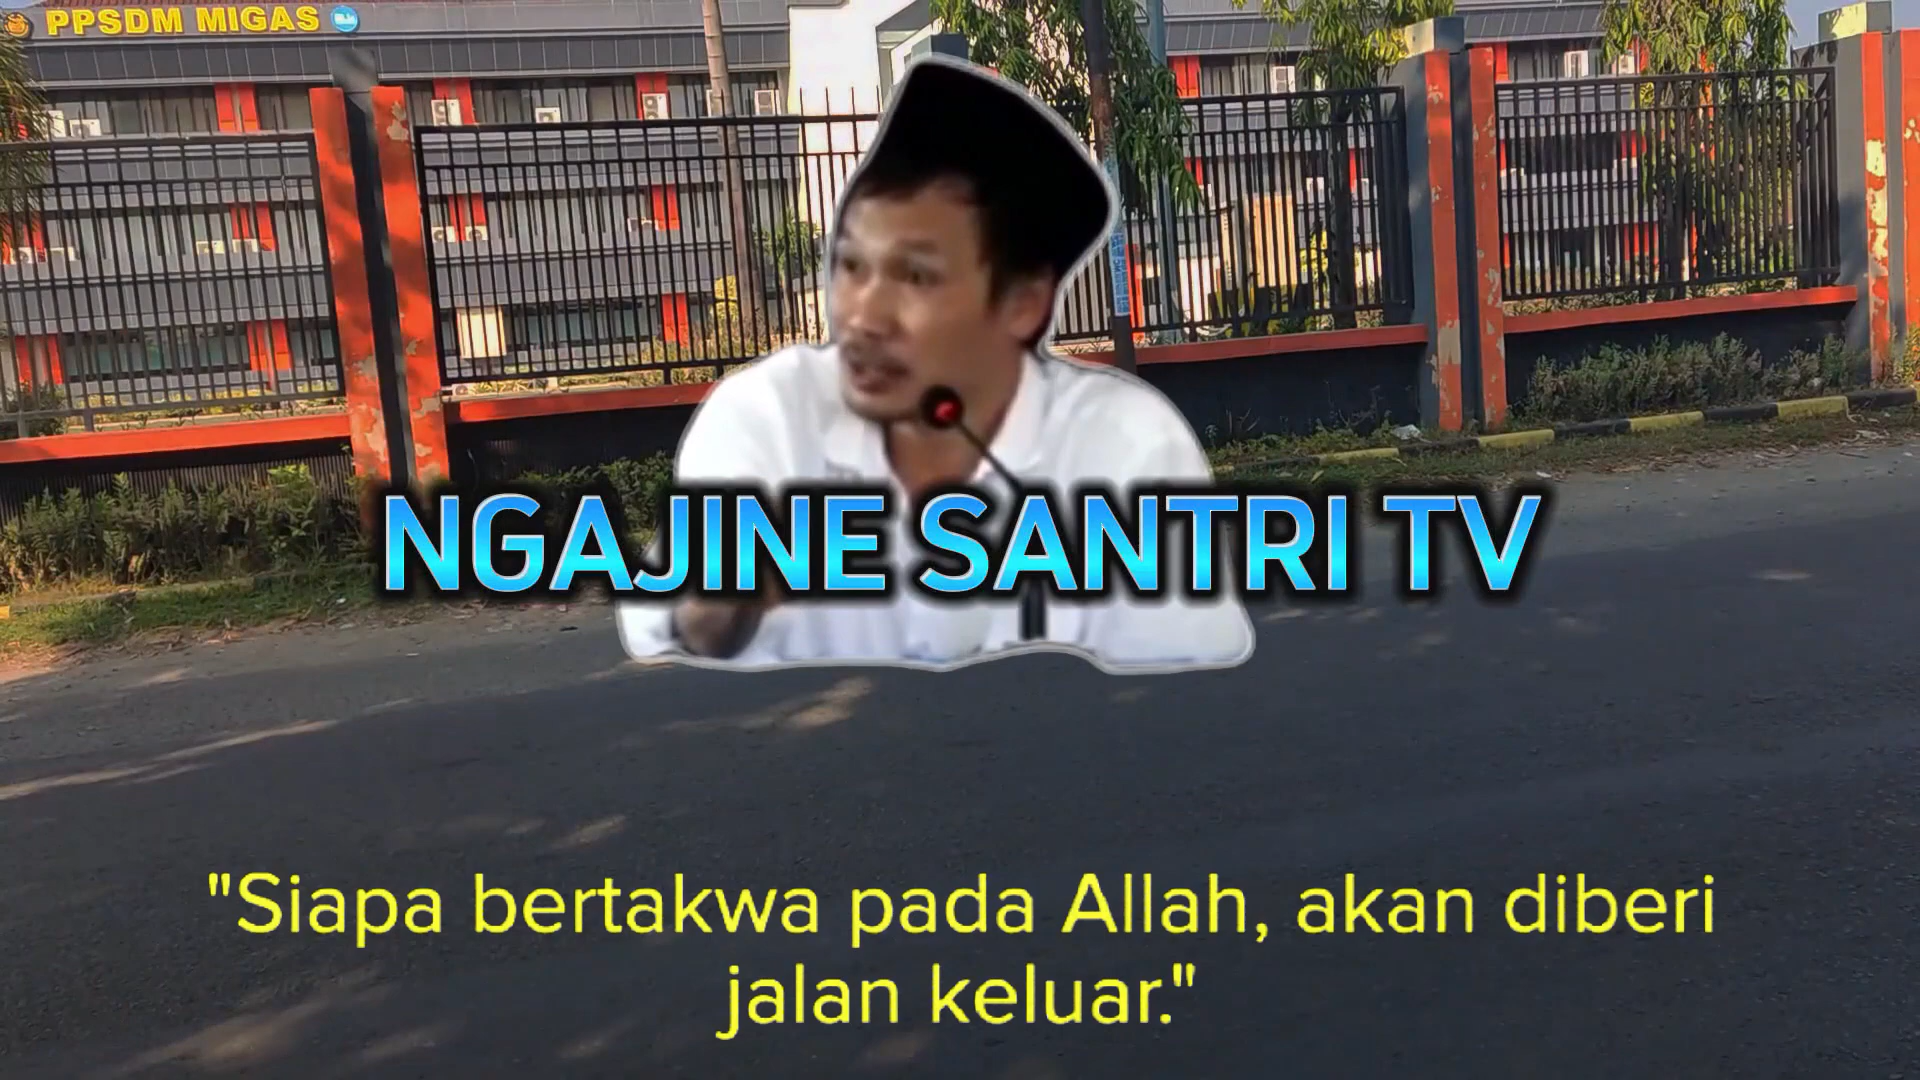 PPSDM MIGAS
NGAJINE SANTRI TV
"Siapa bertakwa pada Allah, akan diberi
jalan keluar."